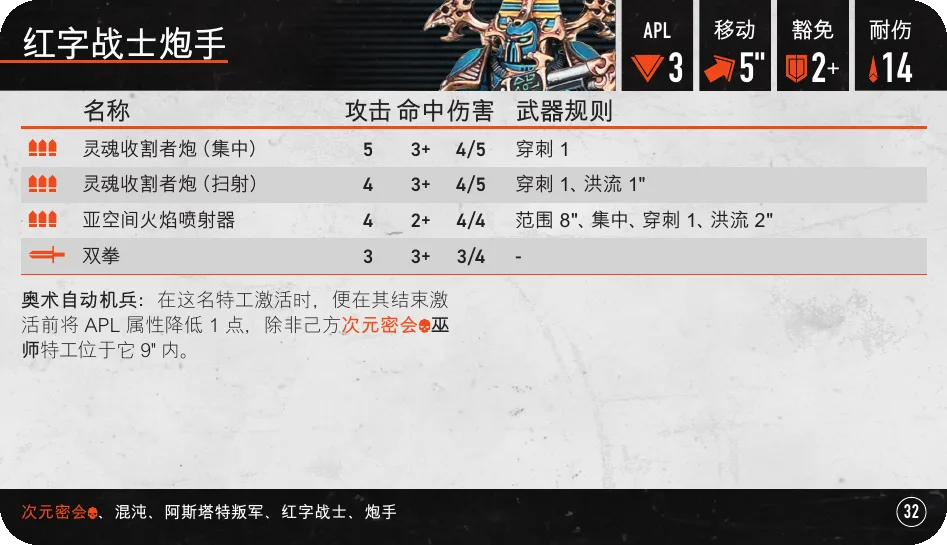 红字战士炮手
APL 移动 豁免 耐伤
3 5" 2+ 14
名称 攻击 命中 伤害 武器规则
灵魂收割者炮（集中） 5 3+ 4/5 穿刺 1
灵魂收割者炮（扫射） 4 3+ 4/5 穿刺 1、洪流 1"
亚空间火焰喷射器 4 2+ 4/4 范围 8"、集中、穿刺 1、洪流 2"
双拳 3 3+ 3/4 -
奥术自动机兵：在这名特工激活时，便在其结束激
活前将 APL 属性降低 1 点，除非己方次元密会巫
师特工位于它 9" 内。
次元密会、混沌、阿斯塔特叛军、红字战士、炮手
32